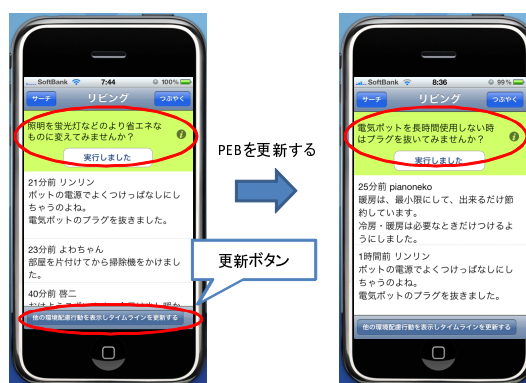 SoftBank 7:44 100%
サーチ リビング つぶやく
照明を蛍光灯などのより省エネな
ものに変えてみませんか？
実行しました
21分前 リンリン
ポットの電源でよくつけっぱなしにし
ちゃうのよね。
電気ポットのプラグを抜きました。
23分前 よわちゃん
部屋を片付けてから掃除機をかけまし
た。
40分前 啓二
他の環境配慮行動を表示しタイムラインを更新する
PEBを更新する
更新ボタン
SoftBank 8:36 99%
サーチ リビング つぶやく
電気ポットを長時間使用しない時
はプラグを抜いてみませんか？
実行しました
25分前 pianoneko
暖房は、最小限にして、出来るだけ節
約しています。
冷房・暖房は必要なときだけつけるよ
うにしました。
1時間前 リンリン
ポットの電源でよくつけっぱなしにし
ちゃうのよね。
電気ポットのプラグを抜きました。
他の環境配慮行動を表示しタイムラインを更新する